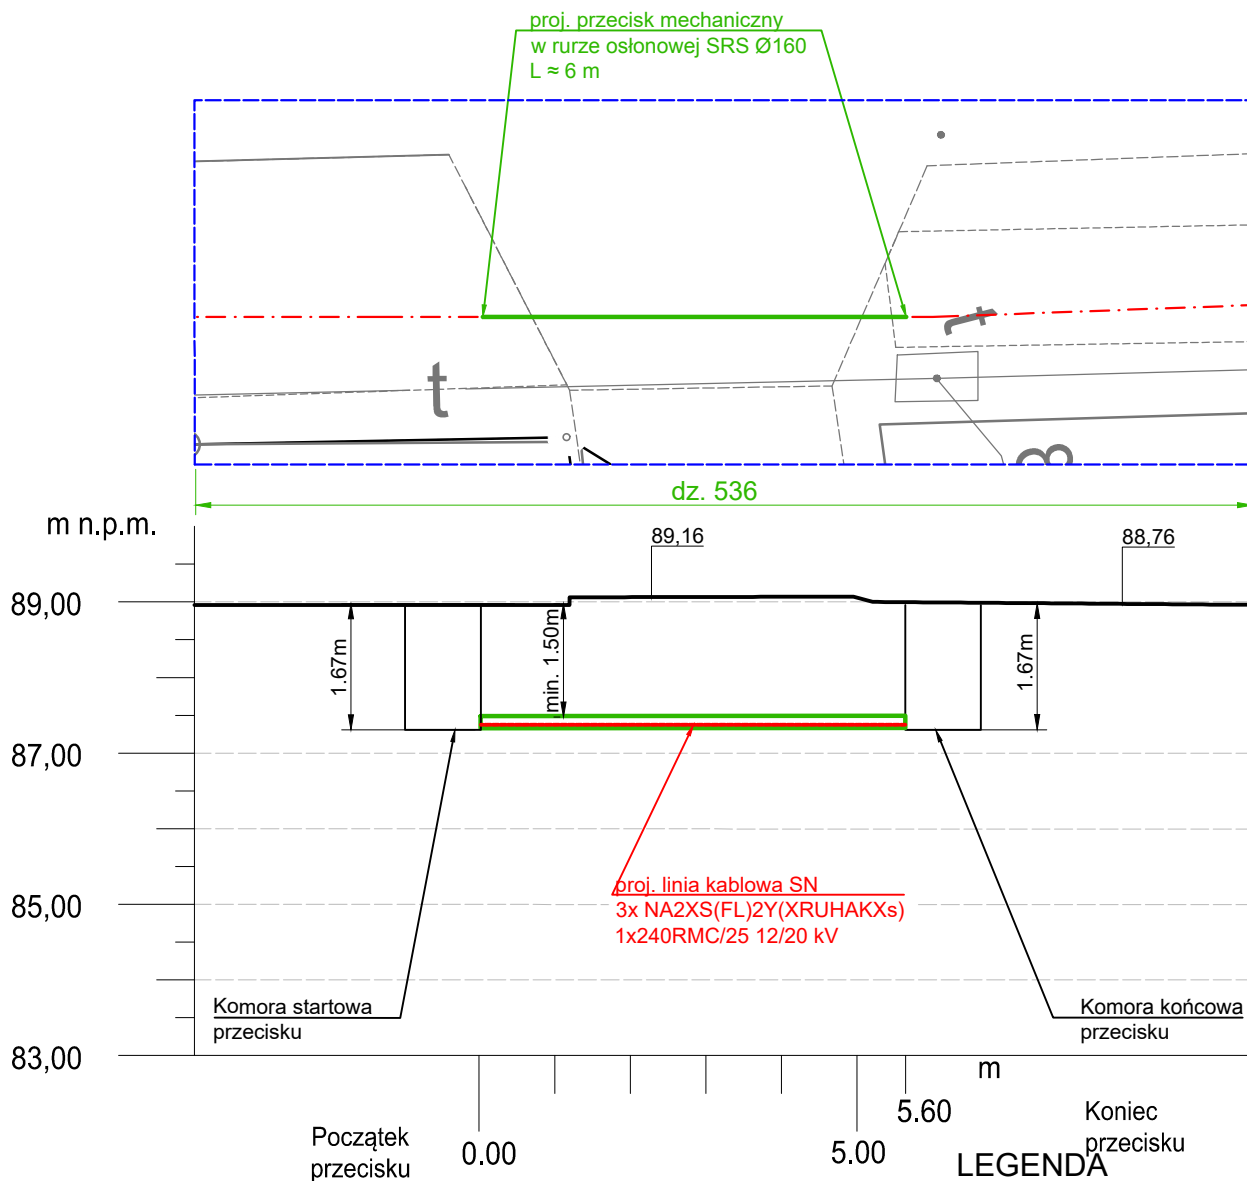 proj. przecisk mechaniczny
w rurze osłonowej SRS Ø160
L ≈ 6 m
t
t
8
dz. 536
m n.p.m.
89,16
88,76
89,00
1.67m
min. 1.50m
1.67m
87,00
proj. linia kablowa SN
3x NA2XS(FL)2Y(XRUHAKXs)
1x240RMC/25 12/20 kV
85,00
Komora startowa
przecisku
Komora końcowa
przecisku
83,00
m
5.60
Początek
przecisku
0.00
5.00
Koniec
przecisku
LEGENDA